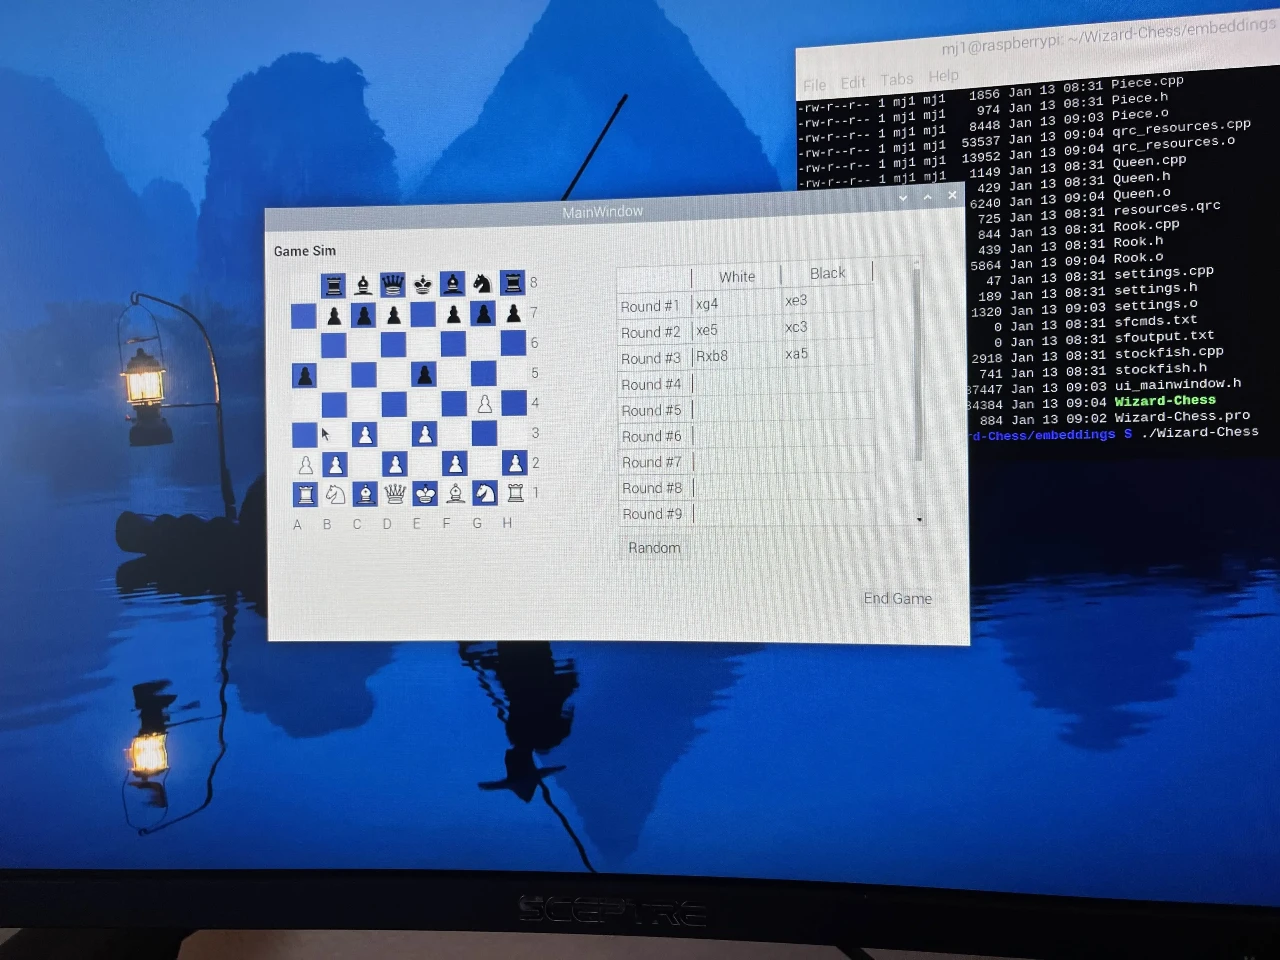 mj1@raspberrypi: ~/Wizard-Chess/embeddings
File Edit Tabs Help
-rw-r--r-- 1 mj1 mj1 1856 Jan 13 08:31 Piece.cpp
-rw-r--r-- 1 mj1 mj1 974 Jan 13 08:31 Piece.h
-rw-r--r-- 1 mj1 mj1 8448 Jan 13 09:03 Piece.o
-rw-r--r-- 1 mj1 mj1 53537 Jan 13 09:04 qrc_resources.cpp
-rw-r--r-- 1 mj1 mj1 13952 Jan 13 09:04 qrc_resources.o
-rw-r--r-- 1 mj1 mj1 1149 Jan 13 08:31 Queen.cpp
429 Jan 13 08:31 Queen.h
6240 Jan 13 09:04 Queen.o
725 Jan 13 08:31 resources.qrc
844 Jan 13 08:31 Rook.cpp
439 Jan 13 08:31 Rook.h
5864 Jan 13 09:04 Rook.o
47 Jan 13 08:31 settings.cpp
189 Jan 13 08:31 settings.h
1320 Jan 13 09:03 settings.o
0 Jan 13 08:31 sfcmds.txt
0 Jan 13 08:31 sfoutput.txt
2918 Jan 13 08:31 stockfish.cpp
741 Jan 13 08:31 stockfish.h
37447 Jan 13 09:03 ui_mainwindow.h
34384 Jan 13 09:04 Wizard-Chess
884 Jan 13 09:02 Wizard-Chess.pro
rd-Chess/embeddings $ ./Wizard-Chess
MainWindow
Game Sim
8
7
6
5
4
3
2
1
A B C D E F G H
White Black
Round #1 xg4 xe3
Round #2 xe5 xc3
Round #3 Rxb8 xa5
Round #4
Round #5
Round #6
Round #7
Round #8
Round #9
Random
End Game
SCEPTRE